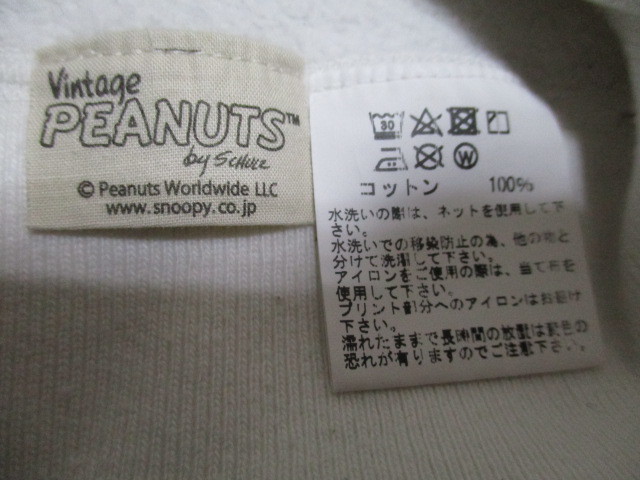 Vintage
PEANUTS™
by SCHULZ
© Peanuts Worldwide LLC
www.snoopy.co.jp
30
W
コットン 100%
水洗いの際は、ネットを使用して下
さい。
水洗いでの移染防止の為、他の物と
分けて洗濯して下さい。
アイロンをご使用の際は、当て布を
使用して下さい。
プリント部分へのアイロンはお避け
下さい。
濡れたままで長時間の放置は移色の
恐れが有りますのでご注意下さい。